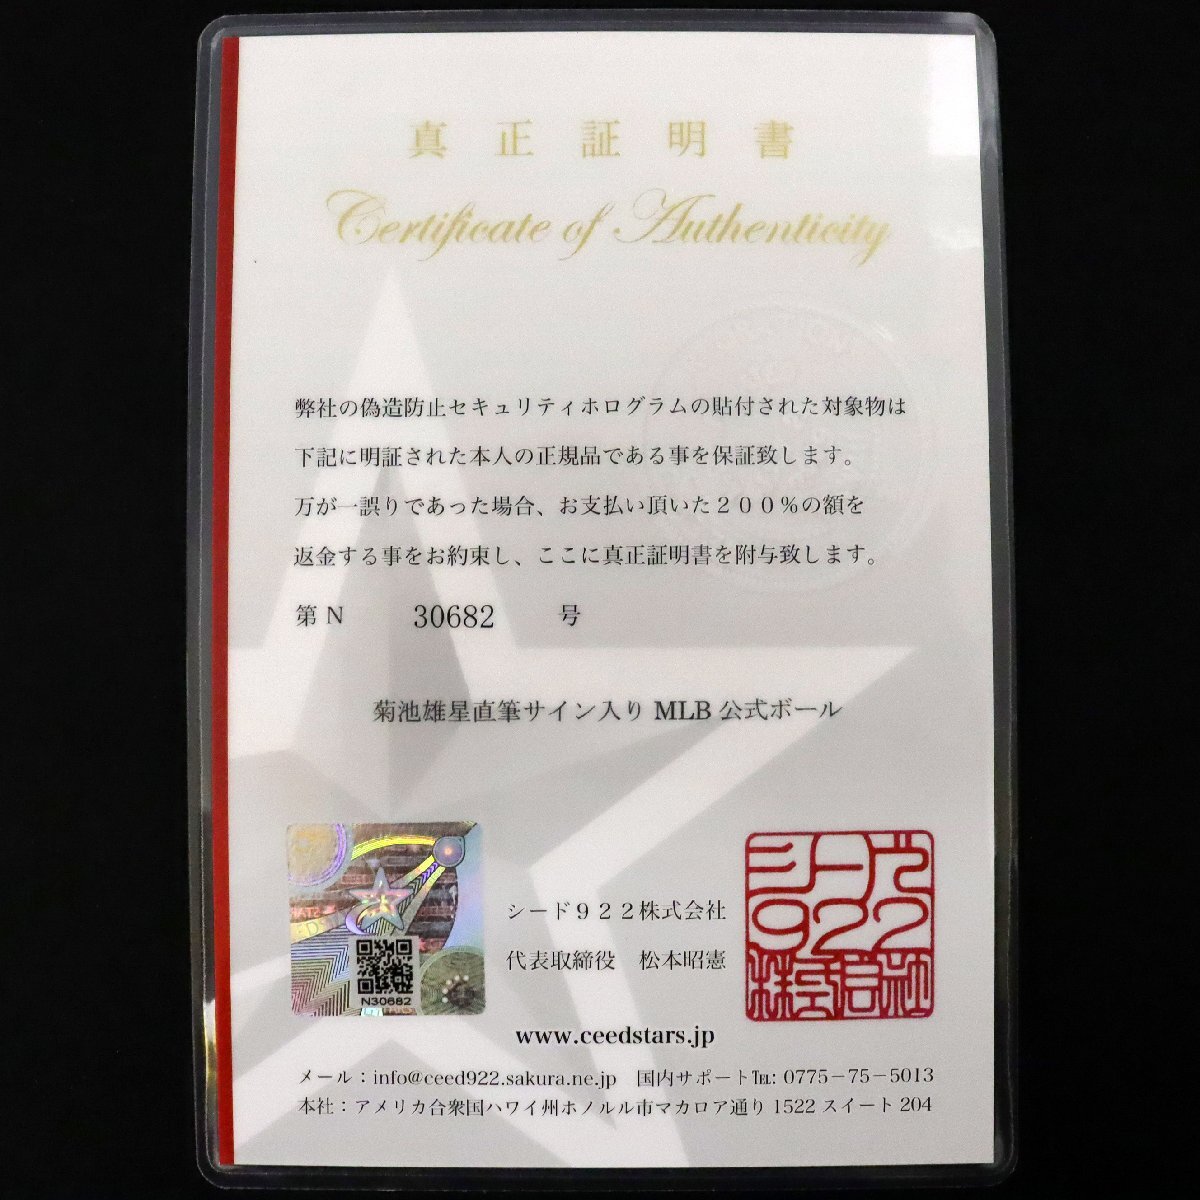 真正証明書
Certificate of Authenticity
弊社の偽造防止セキュリティホログラムの貼付された対象物は
下記に明証された本人の正規品である事を保証致します。
万が一誤りであった場合、お支払い頂いた200%の額を
返金する事をお約束し、ここに真正証明書を附与致します。
第N 30682 号
菊池雄星直筆サイン入りMLB公式ボール
N30682
シード922株式会社
代表取締役 松本昭憲
シード
922
株式会社
www.ceedstars.jp
メール：info@ceed922.sakura.ne.jp 国内サポート℡: 0775-75-5013
本社：アメリカ合衆国ハワイ州ホノルル市マカロア通り1522スイート204